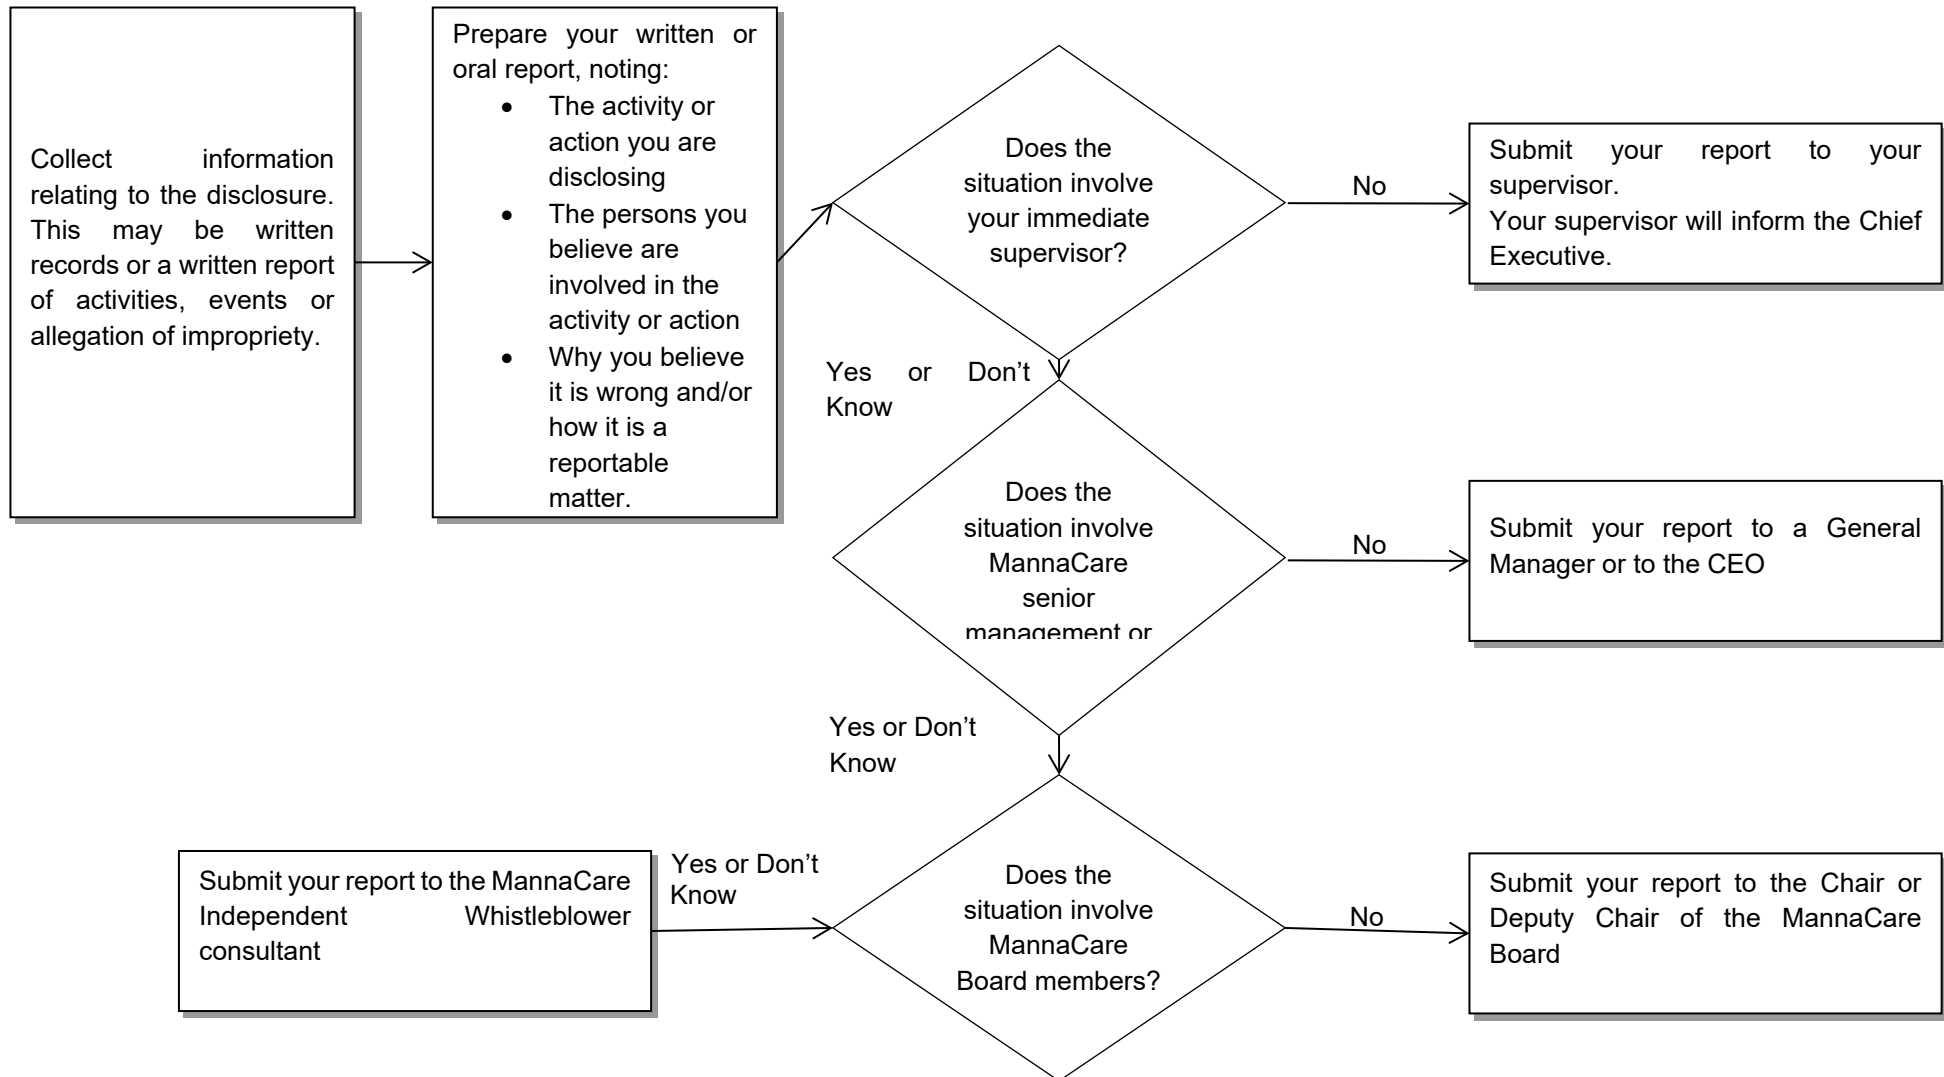 Collect information
relating to the disclosure.
This may be written
records or a written report
of activities, events or
allegation of impropriety.
Prepare your written or
oral report, noting:
• The activity or
action you are
disclosing
• The persons you
believe are
involved in the
activity or action
• Why you believe
it is wrong and/or
how it is a
reportable
matter.
Does the
situation involve
your immediate
supervisor?
No
Submit your report to your
supervisor.
Your supervisor will inform the Chief
Executive.
Yes or Don’t
Know
Does the
situation involve
MannaCare
senior
management or
No
Submit your report to a General
Manager or to the CEO
Yes or Don’t
Know
Does the
situation involve
MannaCare
Board members?
No
Submit your report to the Chair or
Deputy Chair of the MannaCare
Board
Yes or Don’t
Know
Submit your report to the MannaCare
Independent Whistleblower
consultant